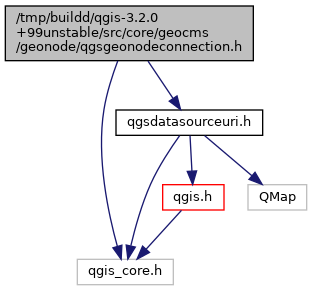 /tmp/buildd/qgis-3.2.0
+99unstable/src/core/geocms
/geonode/qgsgeonodeconnection.h
qgsdatasourceuri.h
qgis.h
QMap
qgis_core.h